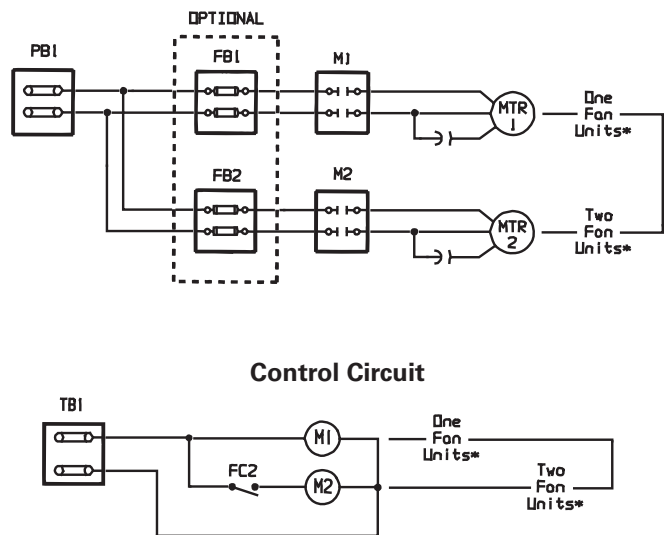 OPTIONAL
PB1
FB1
M1
MTR
1
One
Fan
Units*
FB2
M2
MTR
2
Two
Fan
Units*
Control Circuit
TB1
M1
One
Fan
Units*
FC2
M2
Two
Fan
Units*